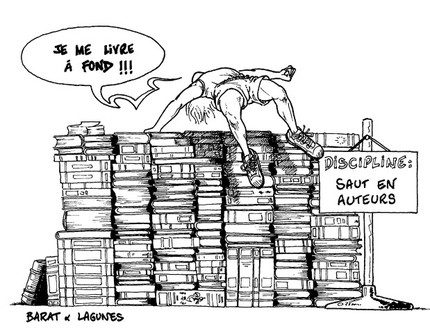 JE ME LIVRE
À FOND !!!
DISCIPLINE:
SAUT EN
AUTEURS
BARAT & LAGUNES